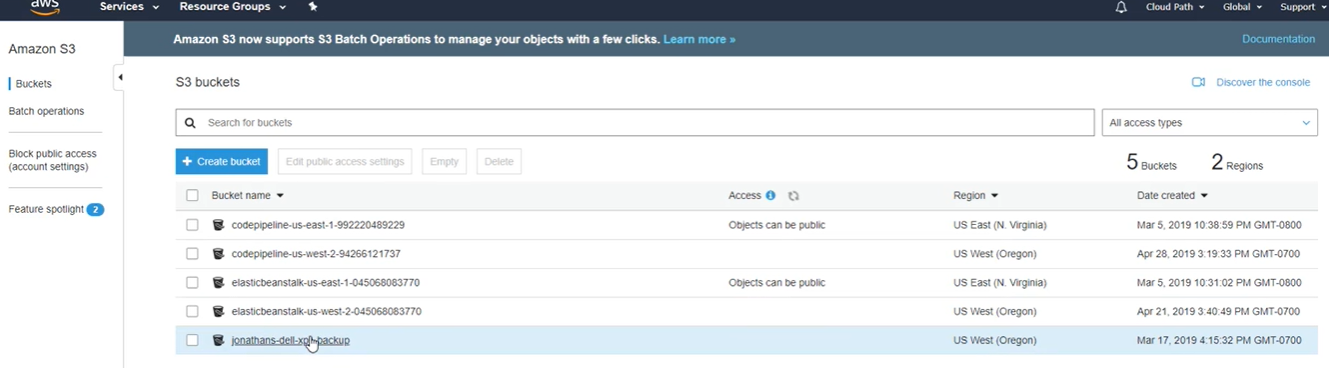 aws Services Resource Groups Cloud Path Global Support
Amazon S3
Amazon S3 now supports S3 Batch Operations to manage your objects with a few clicks. Learn more » Documentation
Buckets
Batch operations
Block public access
(account settings)
Feature spotlight 2
S3 buckets Discover the console
Search for buckets All access types
+ Create bucket Edit public access settings Empty Delete 5 Buckets 2 Regions
Bucket name Access Region Date created
codepipeline-us-east-1-992220489229 Objects can be public US East (N. Virginia) Mar 5, 2019 10:38:59 PM GMT-0800
codepipeline-us-west-2-94266121737 US West (Oregon) Apr 28, 2019 3:19:33 PM GMT-0700
elasticbeanstalk-us-east-1-045068083770 Objects can be public US East (N. Virginia) Mar 5, 2019 10:31:02 PM GMT-0800
elasticbeanstalk-us-west-2-045068083770 US West (Oregon) Apr 21, 2019 3:40:49 PM GMT-0700
jonathans-dell- backup US West (Oregon) Mar 17, 2019 4:15:32 PM GMT-0700